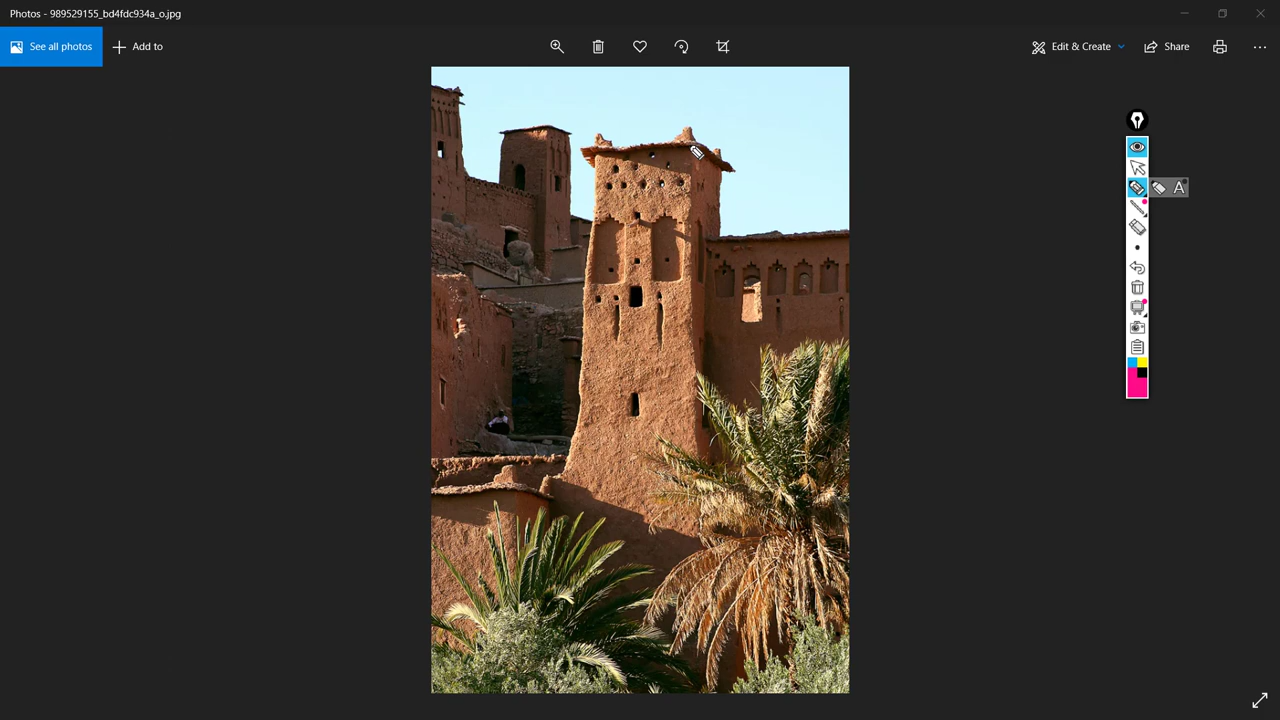 Photos - 989529155_bd4fdc934a_o.jpg
See all photos
Add to
Edit & Create
Share
A